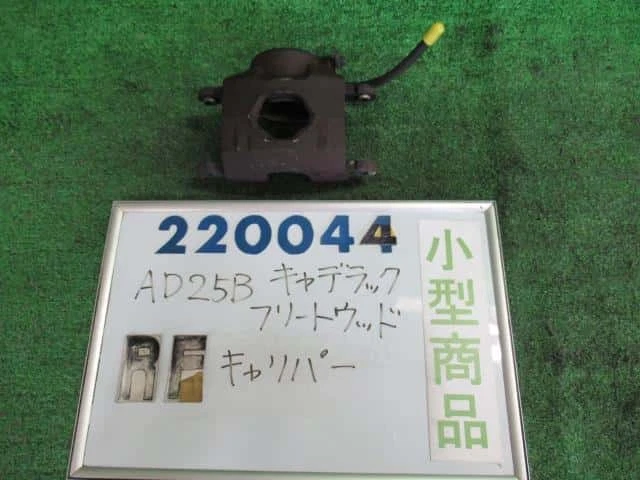 220044
AD25B キャデラック
フリートウッド
キャリパー
小型商品